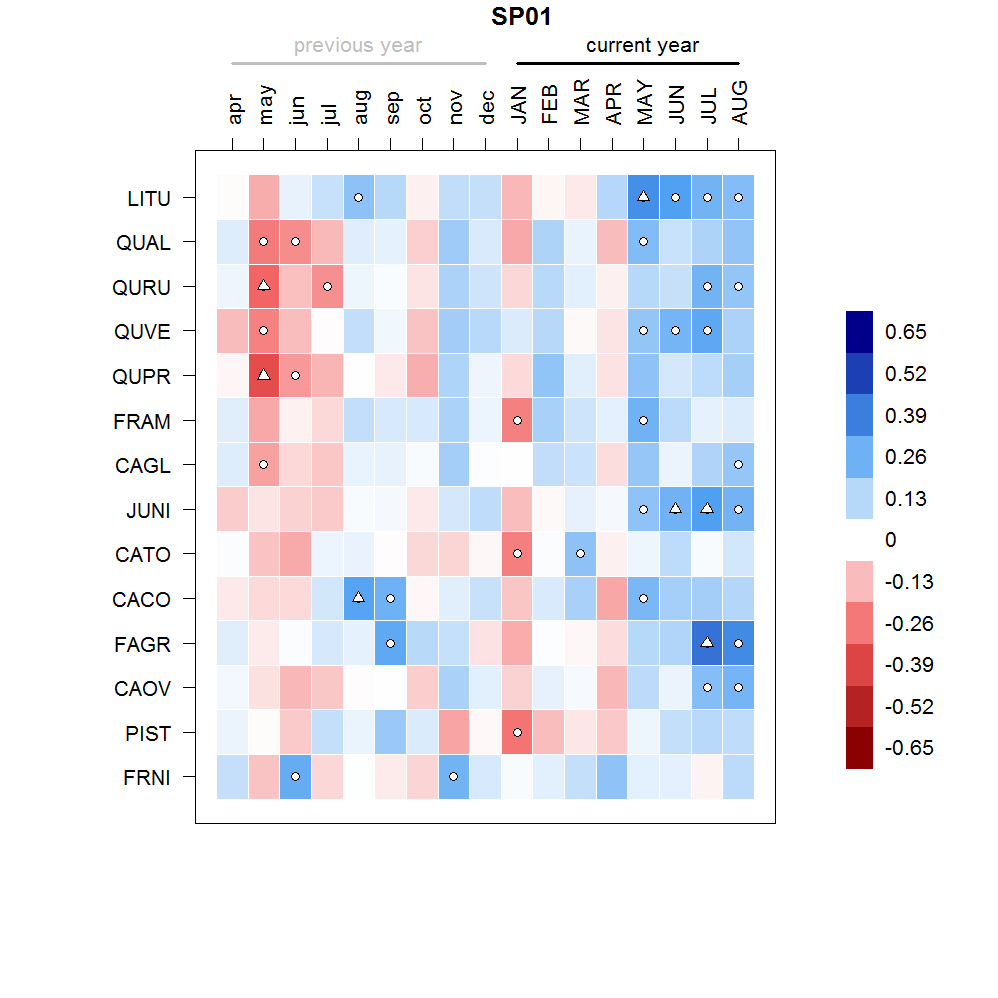 SP01
previous year current year
apr may jun jul aug sep oct nov dec JAN FEB MAR APR MAY JUN JUL AUG
LITU
QUAL
QURU
QUVE
QUPR
FRAM
CAGL
JUNI
CATO
CACO
FAGR
CAOV
PIST
FRNI
0.65
0.52
0.39
0.26
0.13
0
-0.13
-0.26
-0.39
-0.52
-0.65